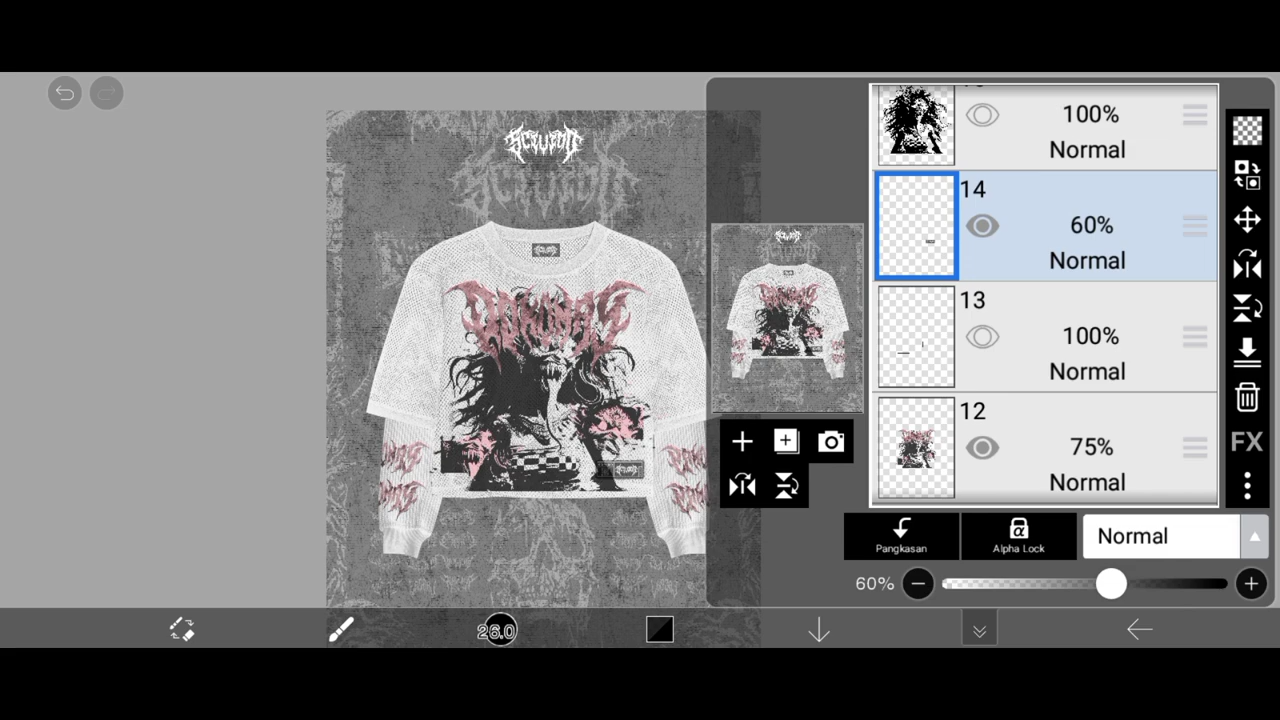 100%
Normal
14
60%
Normal
13
100%
Normal
12
75%
Normal
FX
Pangkasan
α
Alpha Lock
Normal
60%
26.0